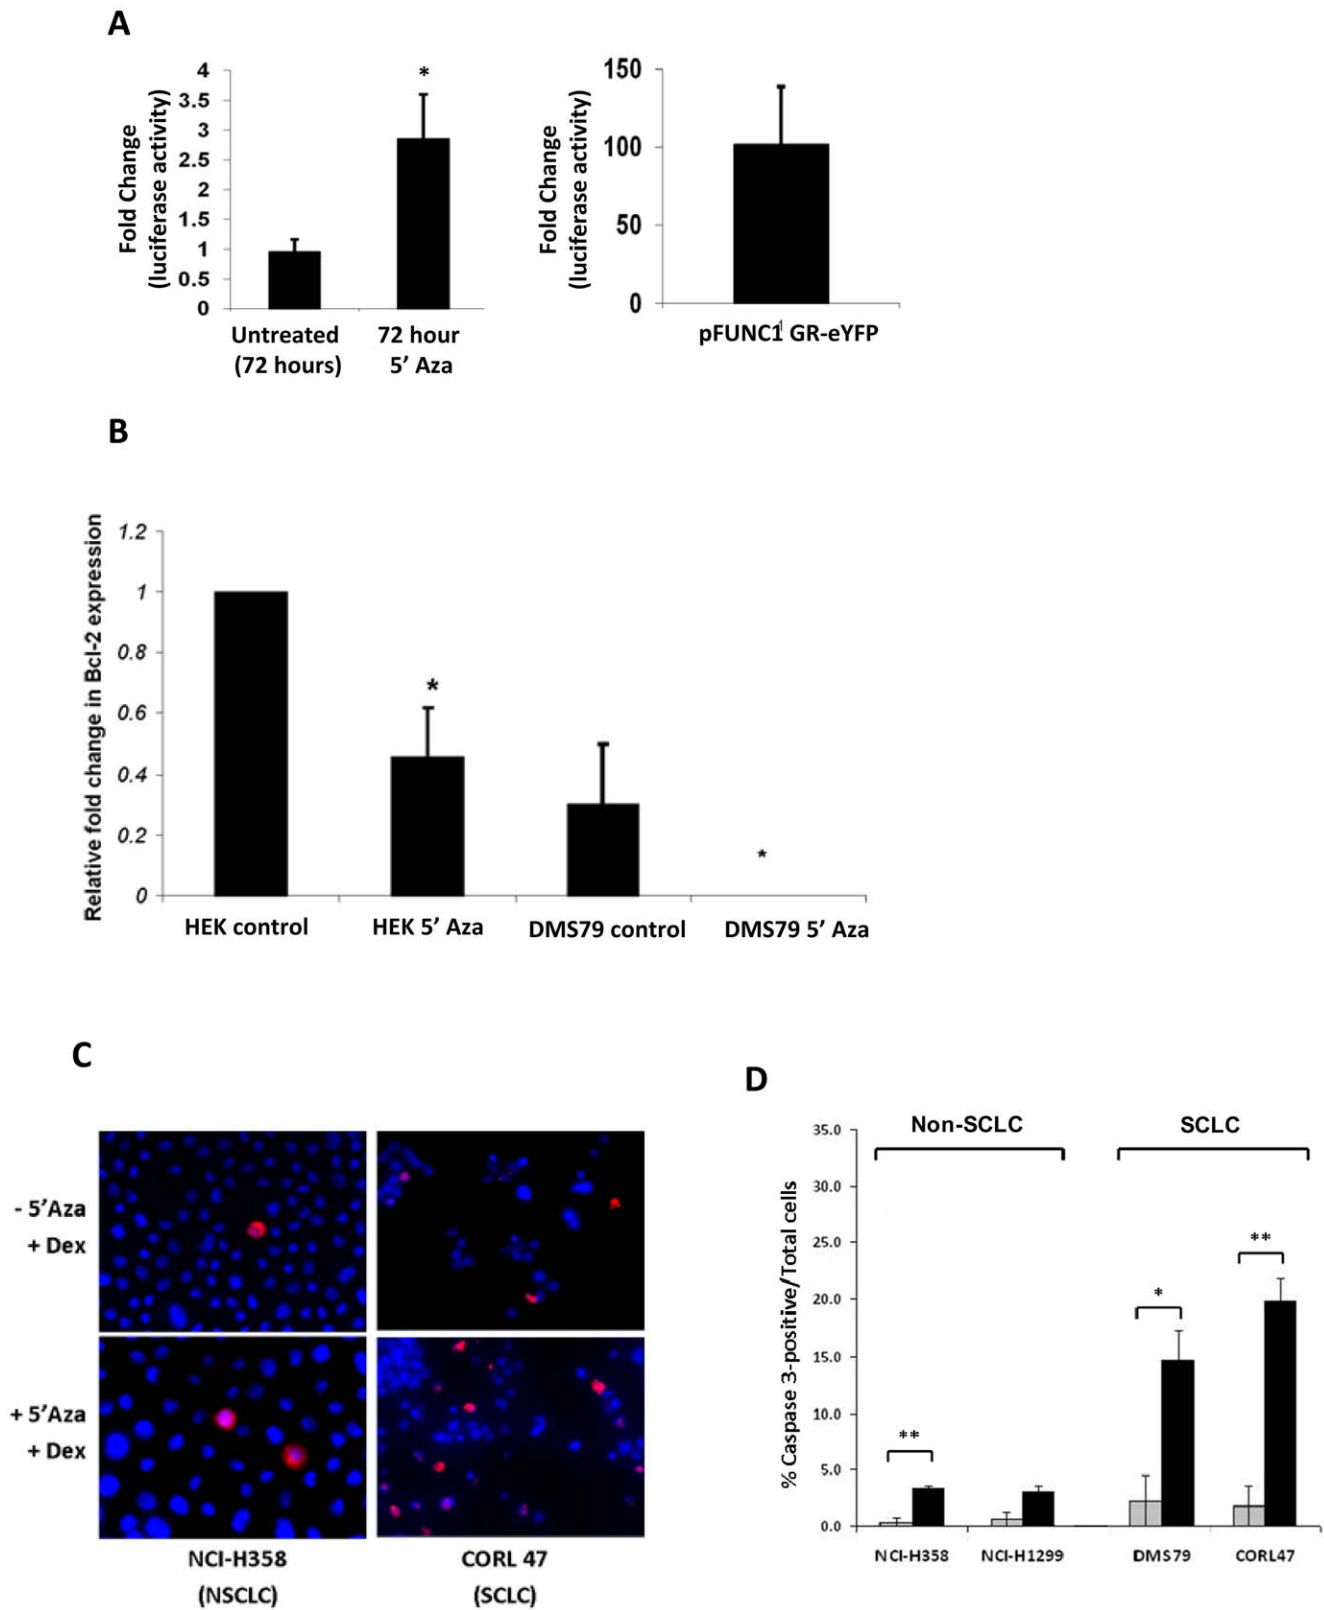 A
Fold Change
(luciferase activity)
4
3.5
3
2.5
2
1.5
1
0.5
0
*
Untreated
(72 hours)
72 hour
5’ Aza
Fold Change
(luciferase activity)
150
100
50
0
pFUNC1 GR-eYFP
B
Relative fold change in Bcl-2 expression
1.2
1
0.8
0.6
0.4
0.2
0
*
*
HEK control
HEK 5’ Aza
DMS79 control
DMS79 5’ Aza
C
- 5’Aza
+ Dex
+ 5’Aza
+ Dex
NCI-H358
(NSCLC)
CORL 47
(SCLC)
D
% Caspase 3-positive/Total cells
35.0
30.0
25.0
20.0
15.0
10.0
5.0
0.0
Non-SCLC
SCLC
**
*
**
NCI-H358
NCI-H1299
DMS79
CORL47